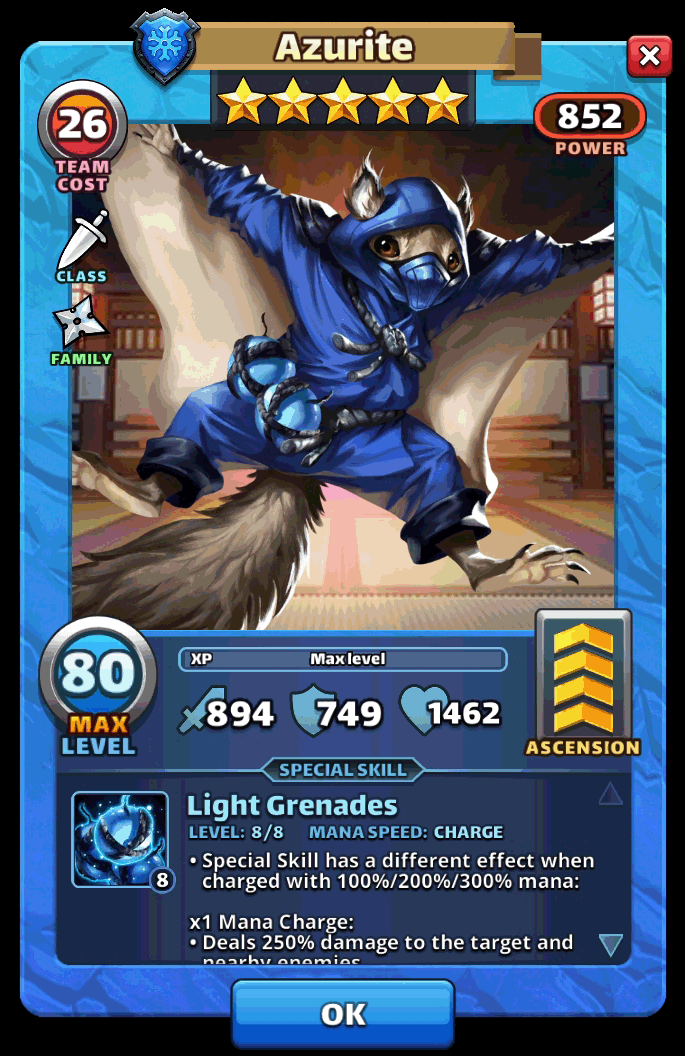 Azurite
26
TEAM
COST
852
POWER
CLASS
FAMILY
80
MAX
LEVEL
XP Max level
894 749 1462
ASCENSION
SPECIAL SKILL
Light Grenades
LEVEL: 8/8 MANA SPEED: CHARGE
8
• Special Skill has a different effect when
charged with 100%/200%/300% mana:
x1 Mana Charge:
• Deals 250% damage to the target and
nearby enemies
OK